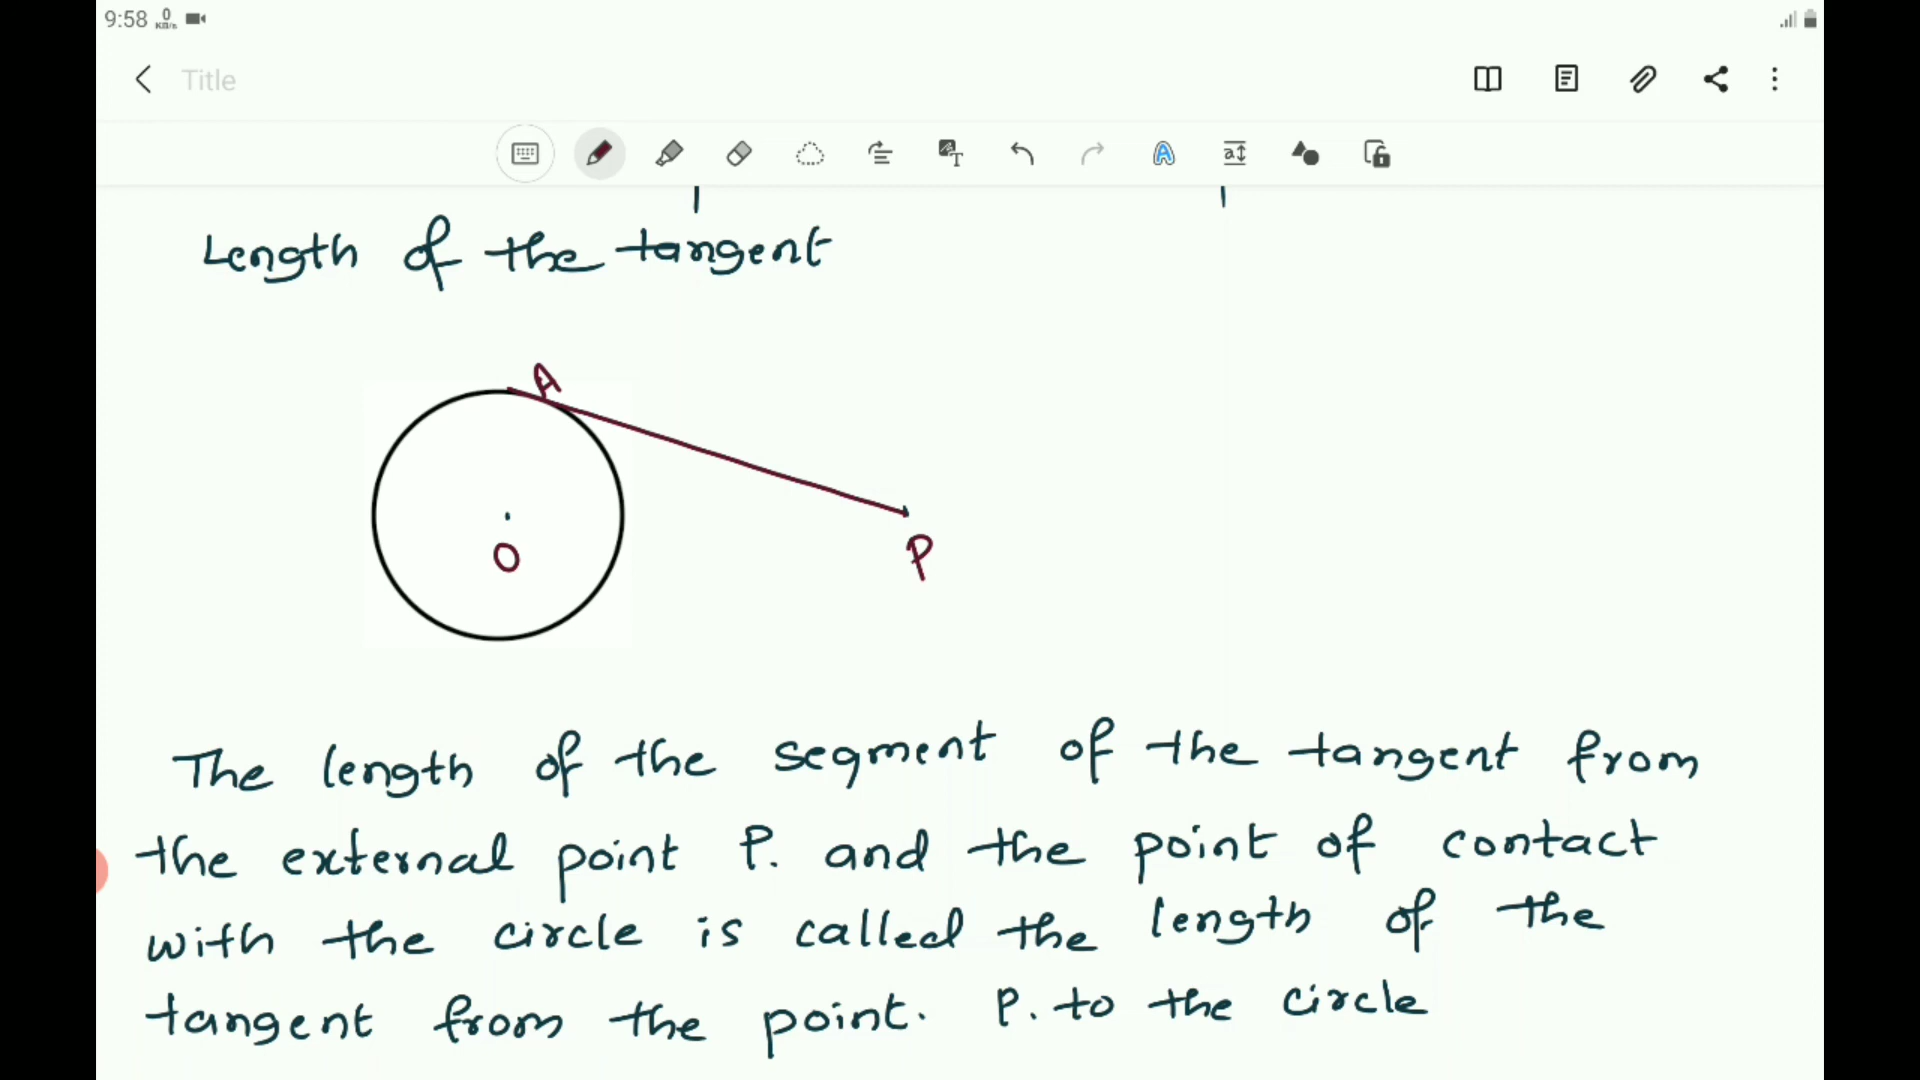 9:58 0 KB/s
Title
Length of the tangent
A
O
P
The length of the segment of the tangent from
the external point P. and the point of contact
with the circle is called the length of the
tangent from the point. P. to the circle